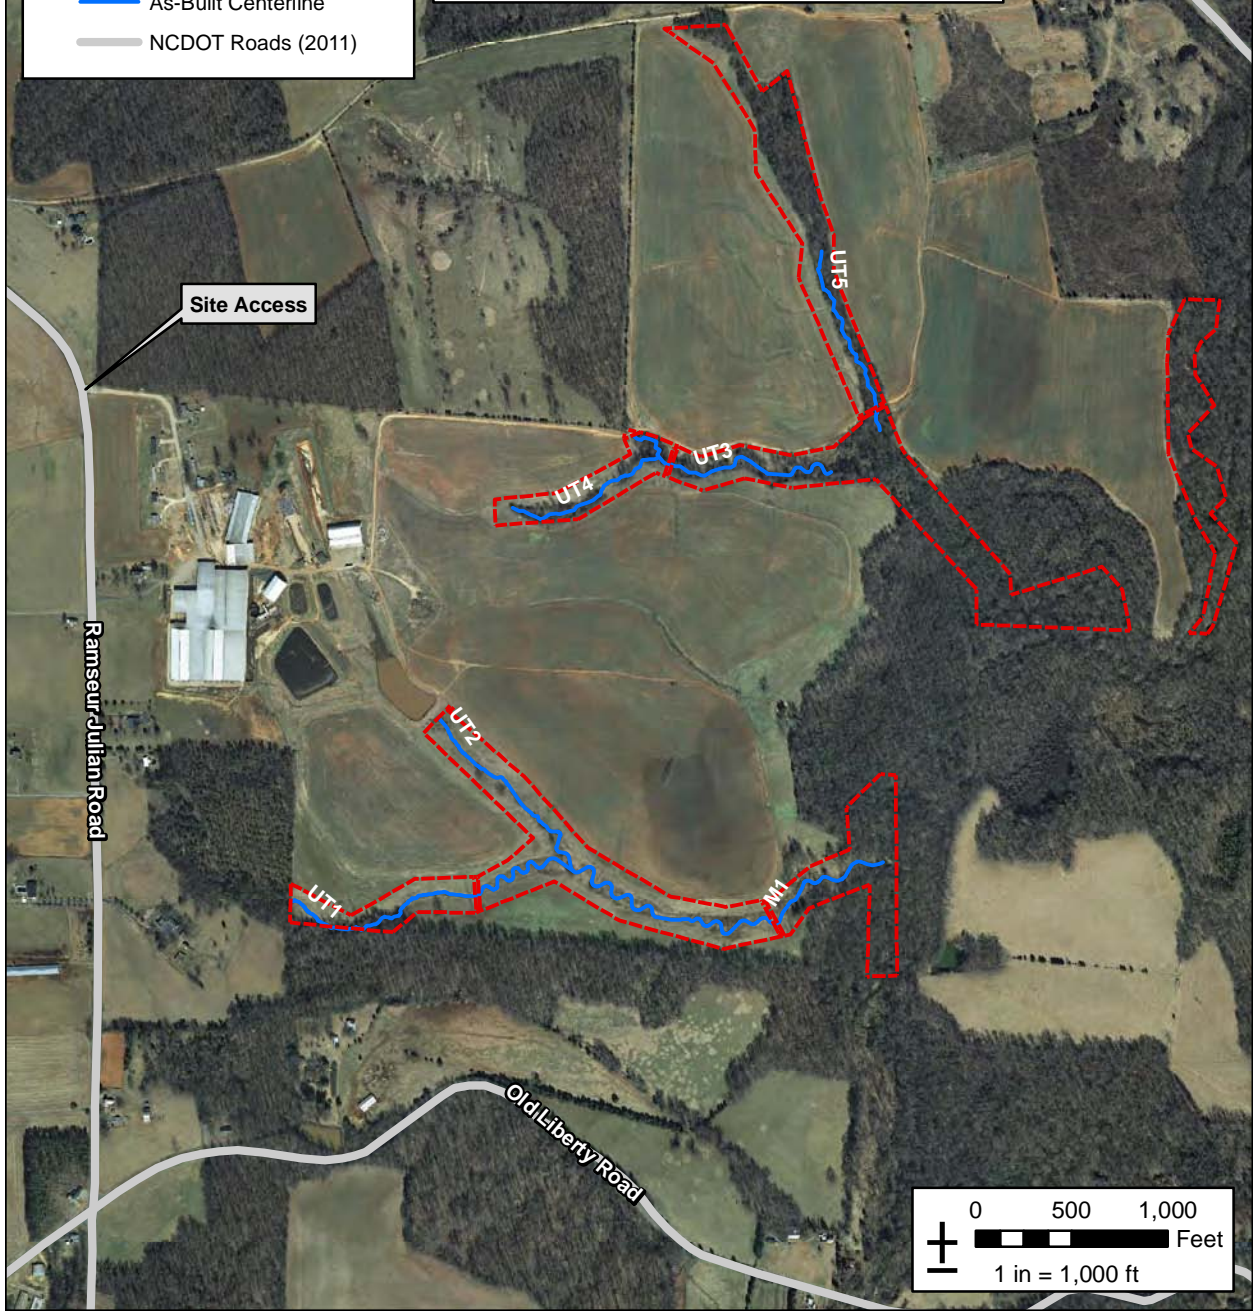 As-Built Centerline
NCDOT Roads (2011)
Site Access
UT5
UT3
UT4
Ramseur Julian Road
UT2
UT1
M1
Old Liberty Road
0 500 1,000
Feet
1 in = 1,000 ft